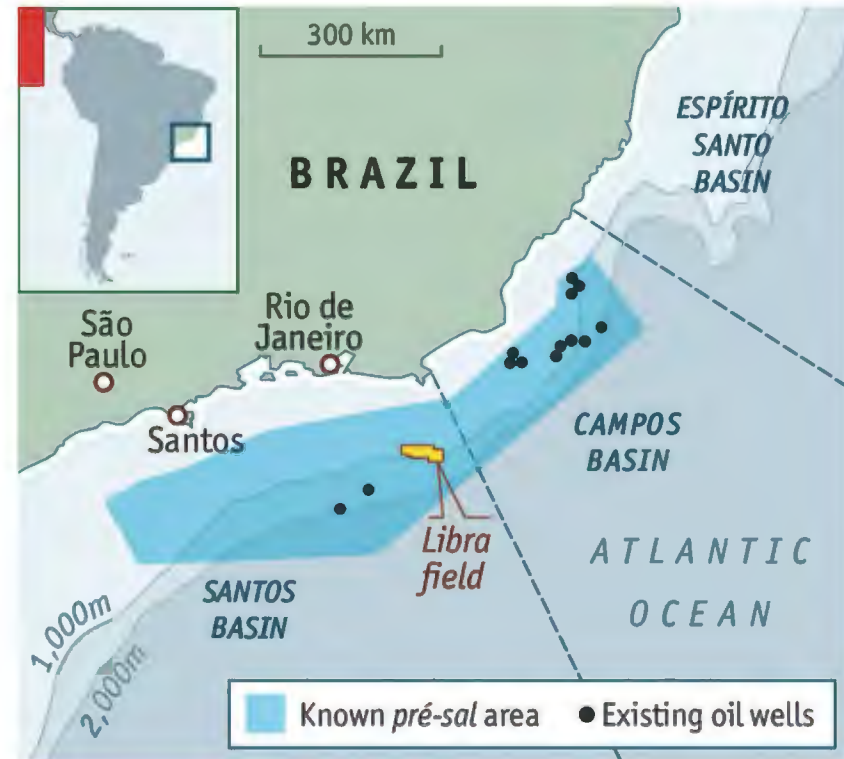 300 km
ESPÍRITO
SANTO
BASIN
BRAZIL
São
Paulo
Rio de
Janeiro
Santos
CAMPOS
BASIN
Libra
field
ATLANTIC
OCEAN
SANTOS
BASIN
1,000m
2,000m
Known pré-sal area
Existing oil wells